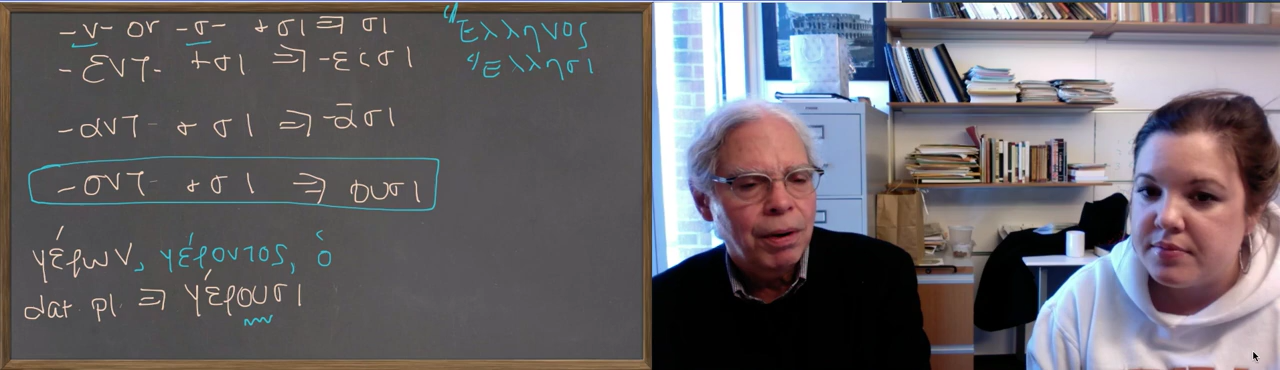 -ν- or -σ- + σι ⇒ σι
-εντ- + σι ⇒ -εισι
-αντ- + σι ⇒ -ᾱσι
-οντ- + σι ⇒ ουσι
γέρων, γέροντος, ὁ
dat. pl. ⇒ γέρουσι
Ἕλληνος
Ἕλλησι